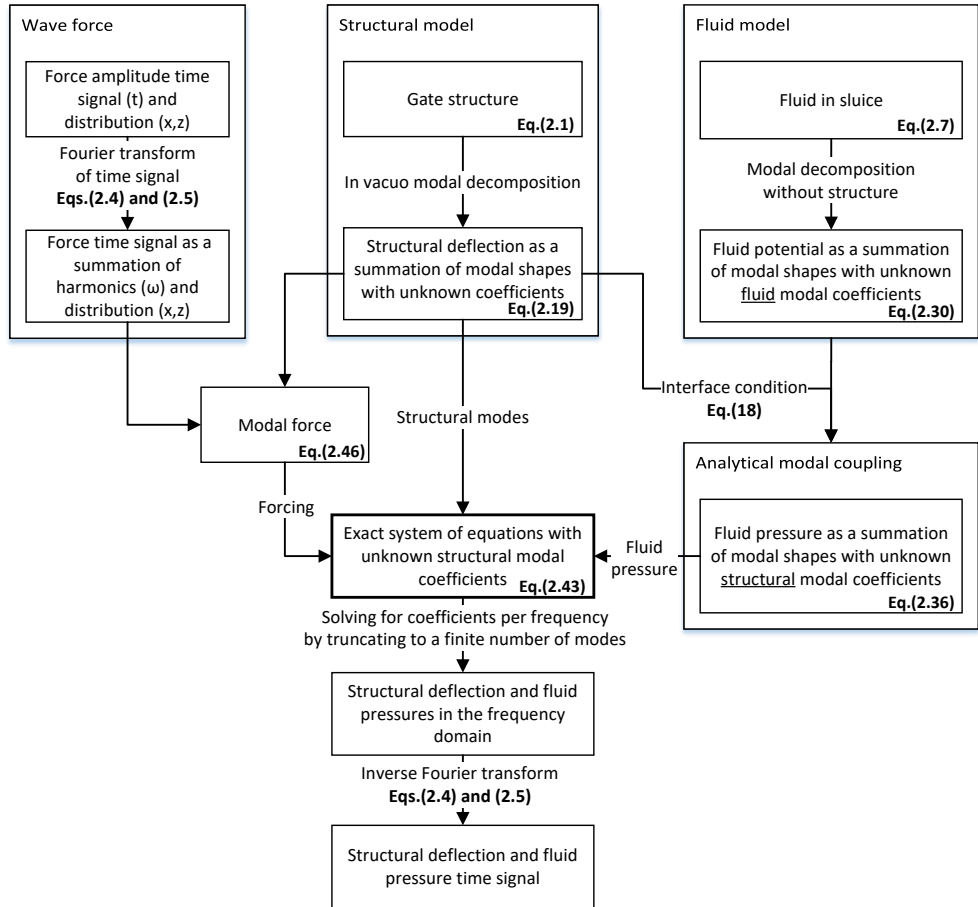 Wave force
Force amplitude time
signal (t) and
distribution (x,z)
Fourier transform
of time signal
Eqs.(2.4) and (2.5)
Force time signal as a
summation of
harmonics (ω) and
distribution (x,z)
Structural model
Gate structure
Eq.(2.1)
In vacuo modal decomposition
Structural deflection as a
summation of modal shapes
with unknown coefficients
Eq.(2.19)
Fluid model
Fluid in sluice
Eq.(2.7)
Modal decomposition
without structure
Fluid potential as a summation
of modal shapes with unknown
fluid modal coefficients
Eq.(2.30)
Interface condition
Eq.(18)
Modal force
Eq.(2.46)
Structural modes
Analytical modal coupling
Fluid pressure as a summation
of modal shapes with unknown
structural modal coefficients
Eq.(2.36)
Forcing
Fluid
pressure
Exact system of equations with
unknown structural modal
coefficients
Eq.(2.43)
Solving for coefficients per frequency
by truncating to a finite number of modes
Structural deflection and fluid
pressures in the frequency
domain
Inverse Fourier transform
Eqs.(2.4) and (2.5)
Structural deflection and fluid
pressure time signal